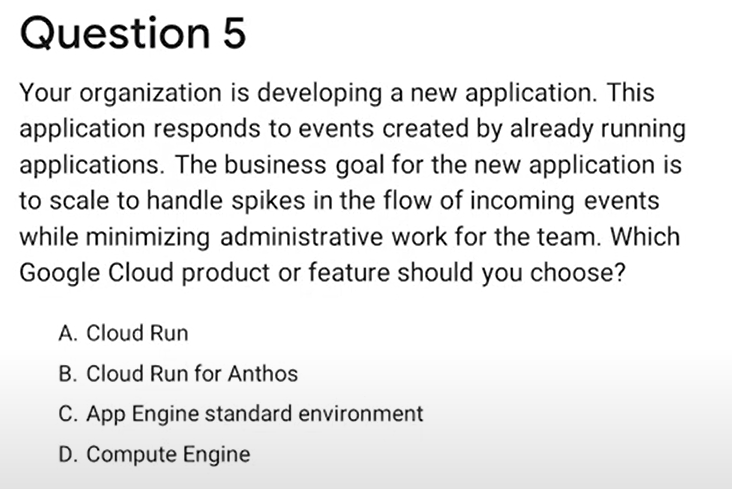 Question 5
Your organization is developing a new application. This
application responds to events created by already running
applications. The business goal for the new application is
to scale to handle spikes in the flow of incoming events
while minimizing administrative work for the team. Which
Google Cloud product or feature should you choose?
A. Cloud Run
B. Cloud Run for Anthos
C. App Engine standard environment
D. Compute Engine